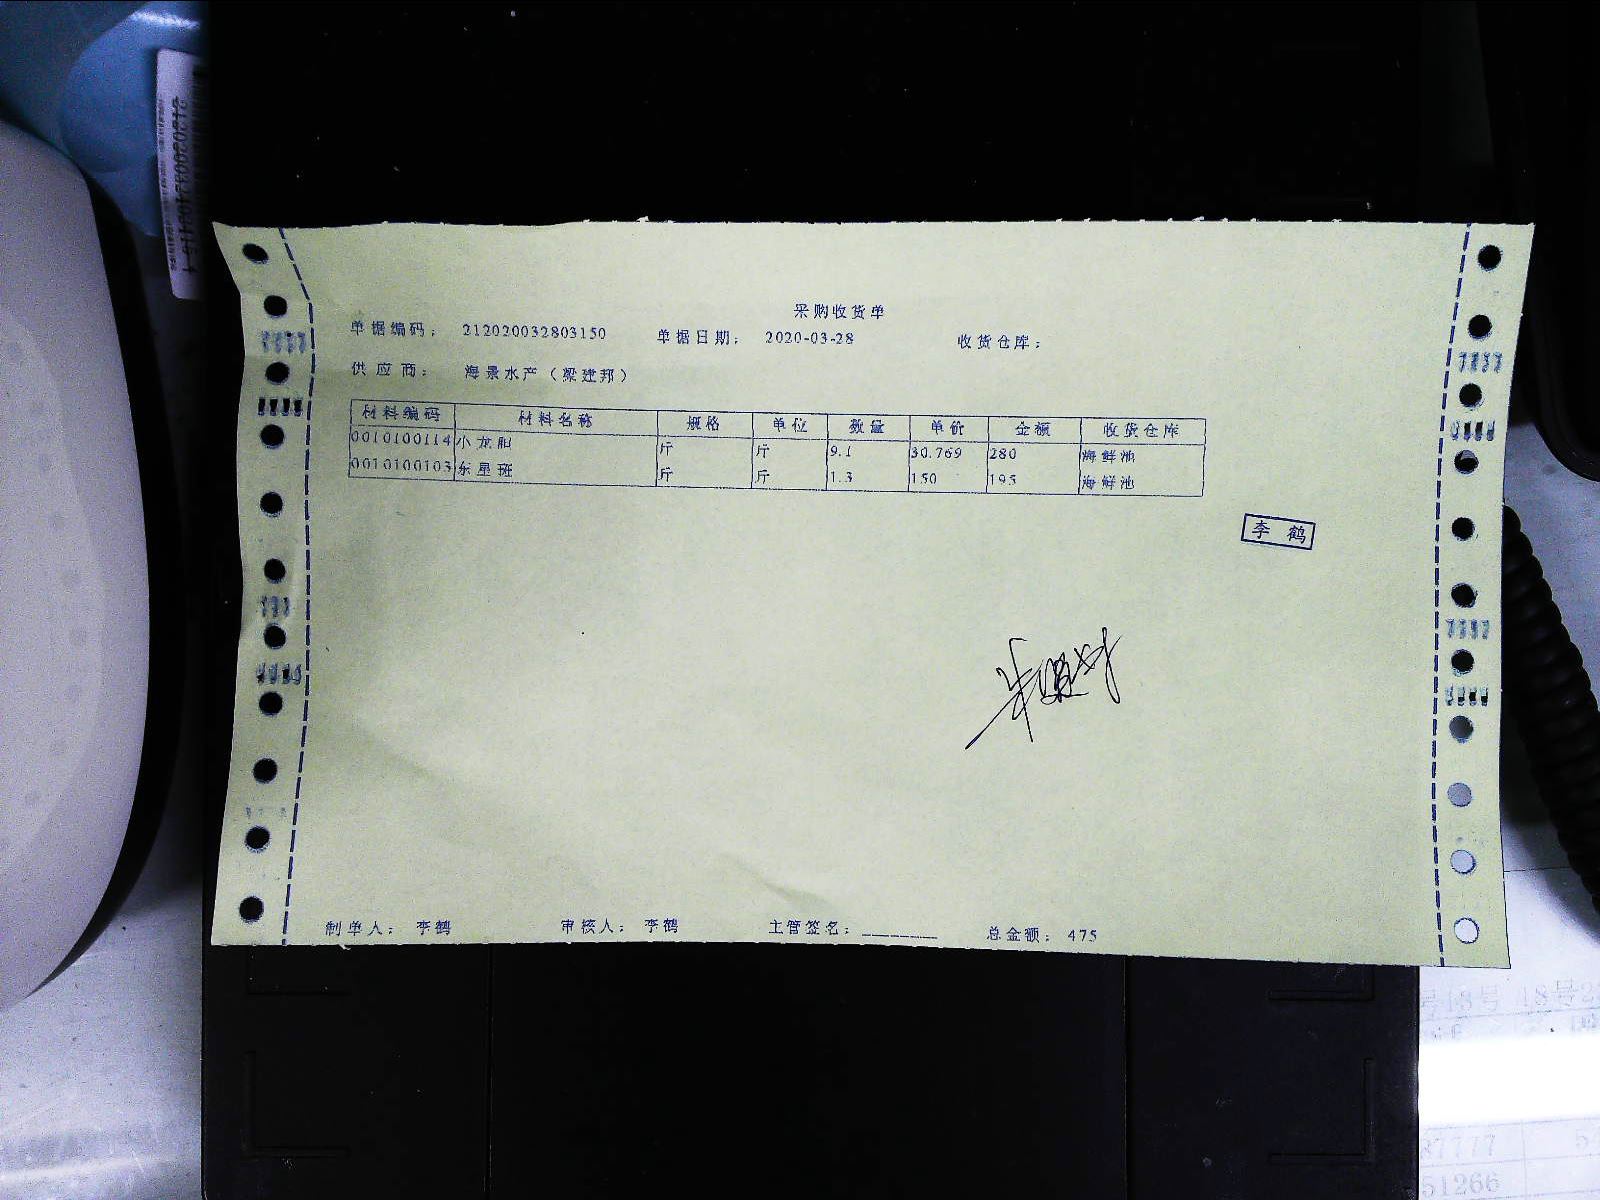 采购收货单
单据编码： 212020032803150 单据日期： 2020-03-28 收货仓库：
供应商： 海景水产（梁建邦）
材料编码 材料名称 规格 单位 数量 单价 金额 收货仓库
0010100114 小龙胆 斤 斤 9.1 30.769 280 海鲜池
0010100103 东星斑 斤 斤 1.3 150 195 海鲜池
李鹤
制单人： 李鹤 审核人： 李鹤 主管签名：________ 总金额： 475
37777
51266